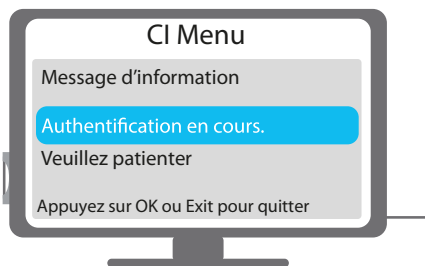 CI Menu
Message d’information
Authentification en cours.
Veuillez patienter
Appuyez sur OK ou Exit pour quitter